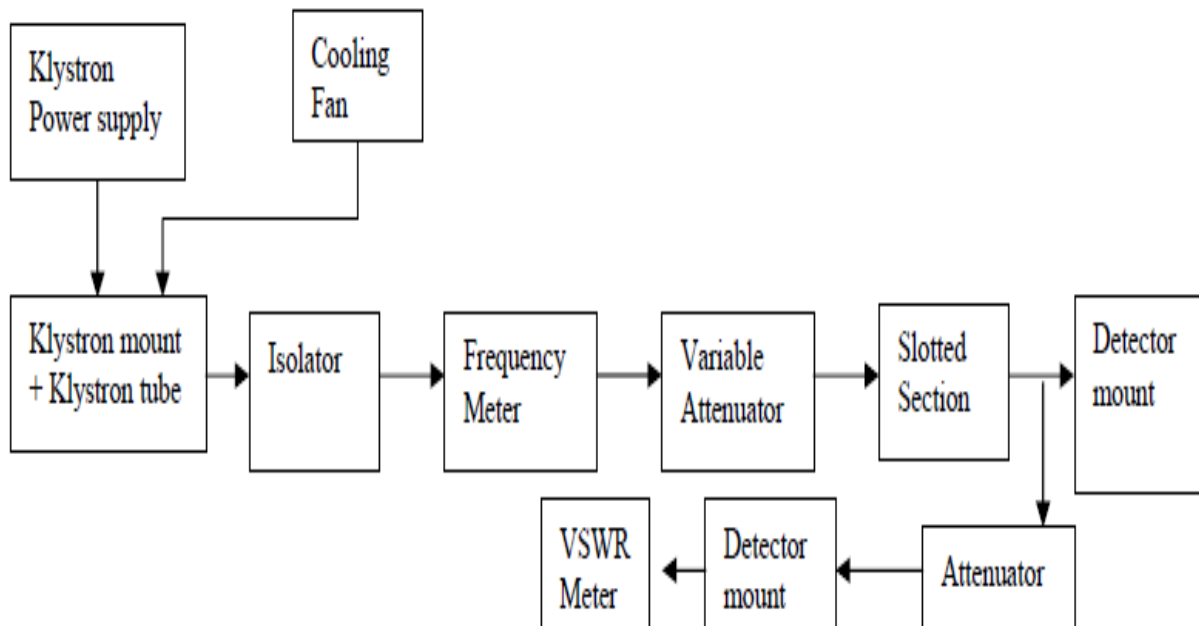 Klystron
Power supply
Cooling
Fan
Klystron mount
+ Klystron tube
Isolator
Frequency
Meter
Variable
Attenuator
Slotted
Section
Detector
mount
VSWR
Meter
Detector
mount
Attenuator